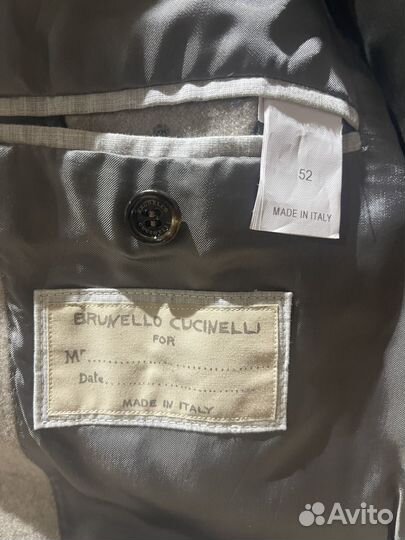 52
MADE IN ITALY
BRUNELLO CUCINELLI
FOR
Mr.
Date
MADE IN ITALY
Avito